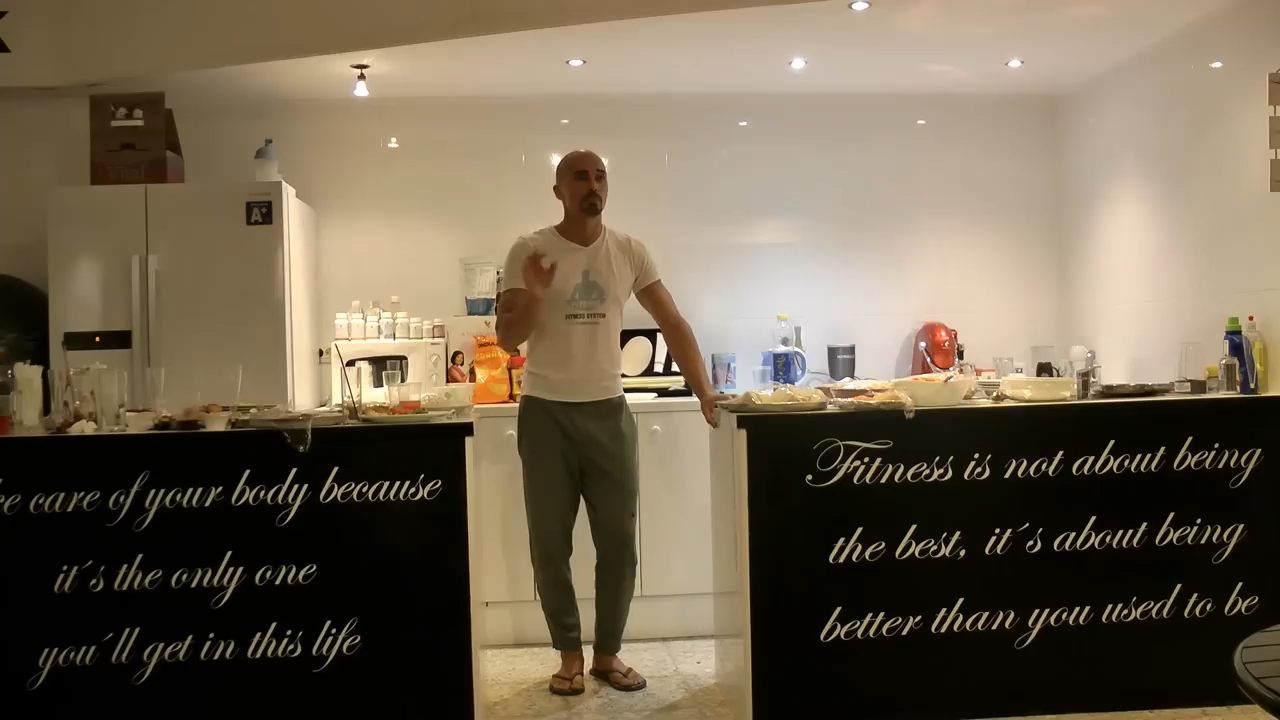 A+
FITNESS SYSTEM
ke care of your body because
it´s the only one
you´ll get in this life
Fitness is not about being
the best, it´s about being
better than you used to be